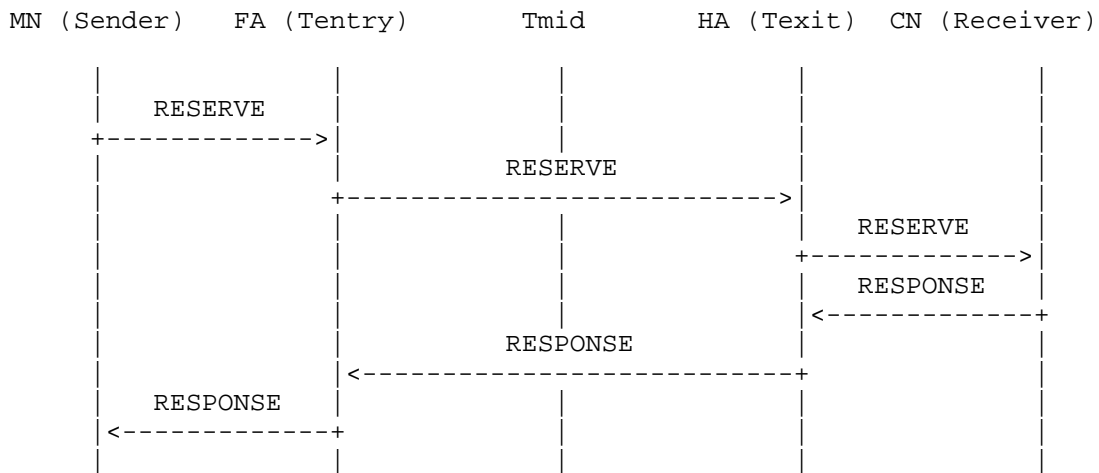 MN (Sender) FA (Tentry) Tmid HA (Texit) CN (Receiver)
RESERVE
RESERVE
RESERVE
RESPONSE
RESPONSE
RESPONSE